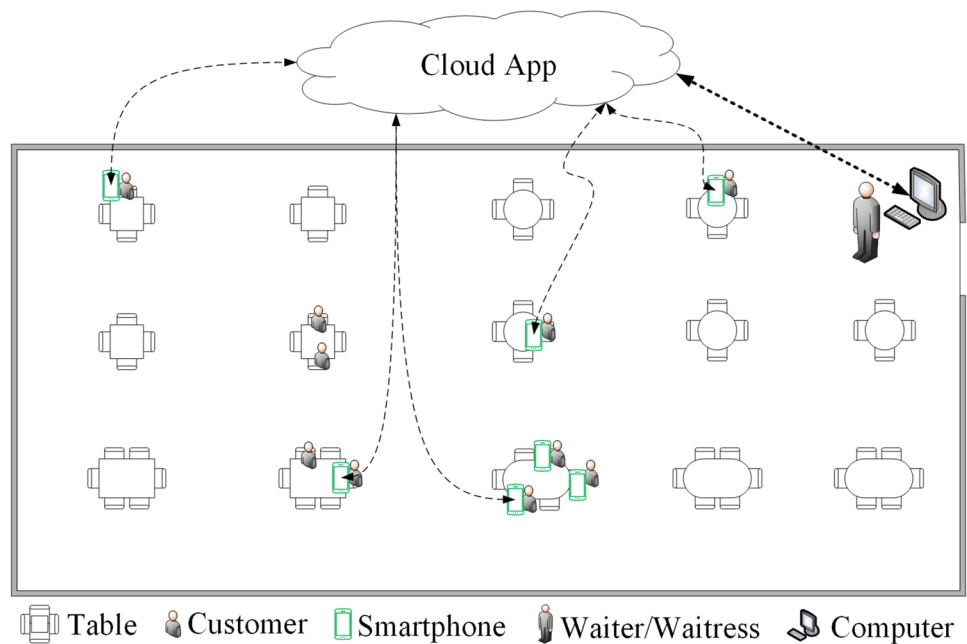 Cloud App
Table
Customer
Smartphone
Waiter/Waitress
Computer